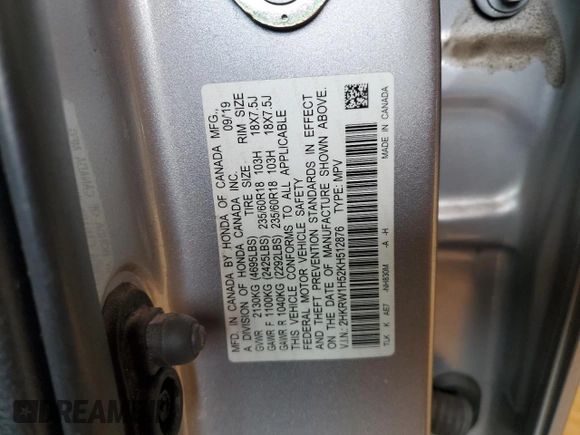 MFD. IN CANADA BY HONDA OF CANADA MFG.,
A DIVISION OF HONDA CANADA INC. 09/19
TIRE SIZE RIM SIZE
GVWR 2130KG (4695LBS)
GAWR F 1100KG (2425LBS) 235/60R18 103H 18X7.5J
GAWR R 1040KG (2292LBS) 235/60R18 103H 18X7.5J
THIS VEHICLE CONFORMS TO ALL APPLICABLE
FEDERAL MOTOR VEHICLE SAFETY
AND THEFT PREVENTION STANDARDS IN EFFECT
ON THE DATE OF MANUFACTURE SHOWN ABOVE.
V.I.N.: 2HKRW1H52KH512876 TYPE: MPV
TLK K AE7 -NH830M -A -H MADE IN CANADA